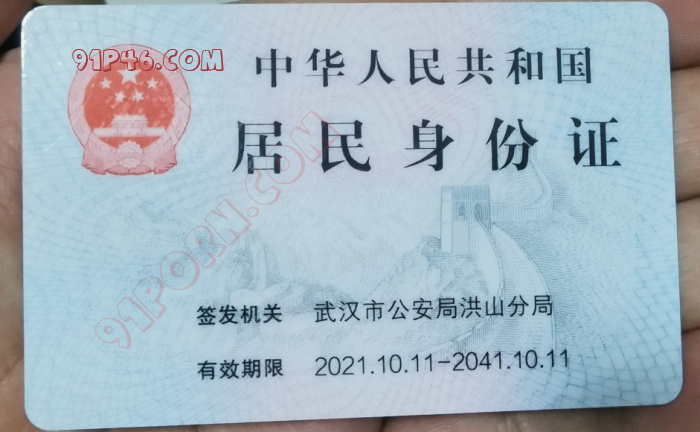 91P46.COM
中华人民共和国
居民身份证
91PORN.COM
签发机关 武汉市公安局洪山分局
有效期限 2021.10.11-2041.10.11